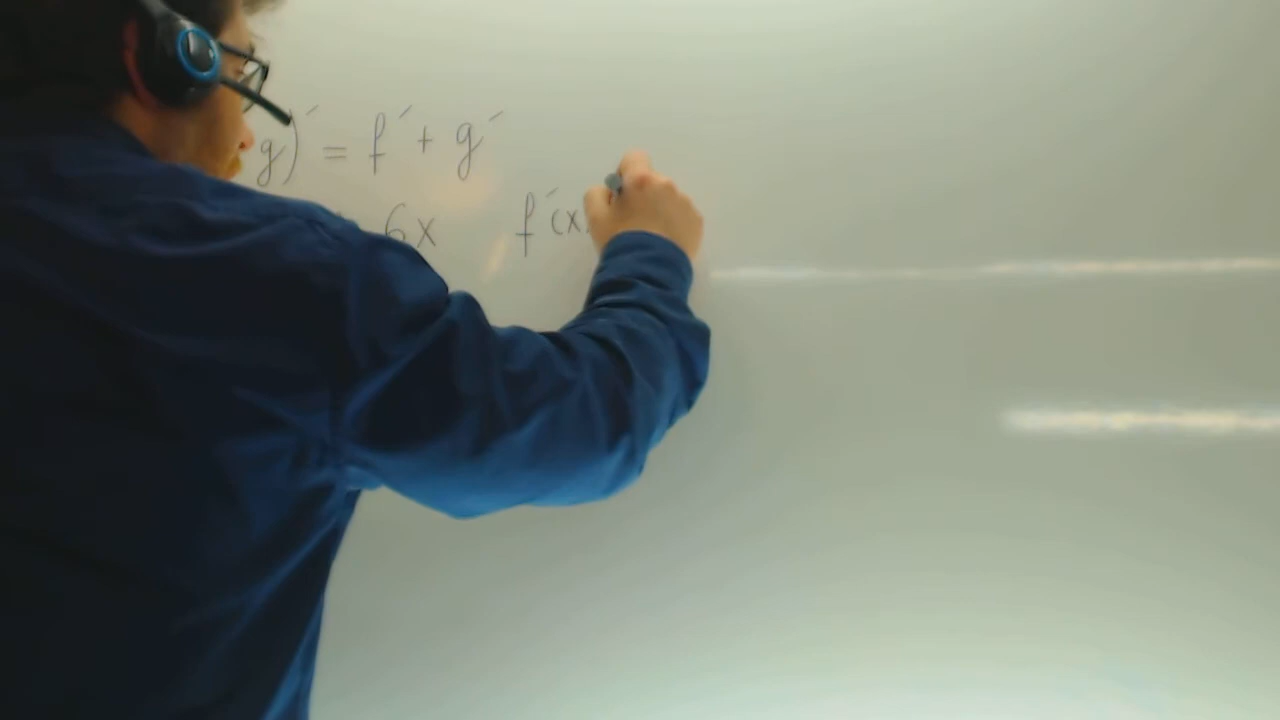 g)′ = f′ + g′
6x f′(x